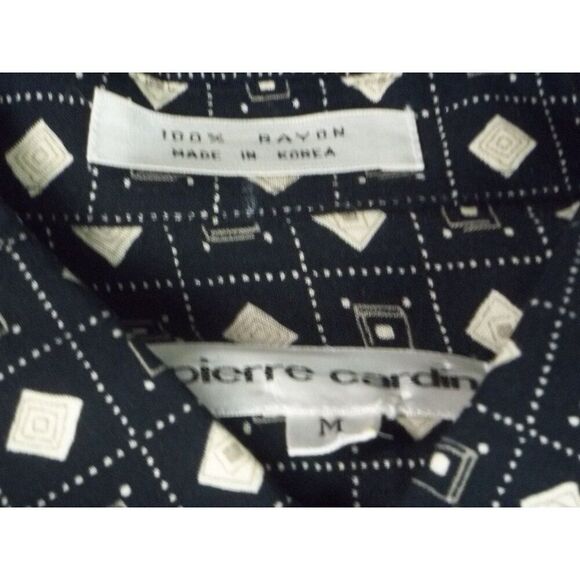 100% RAYON
MADE IN KOREA
pierre cardin
M